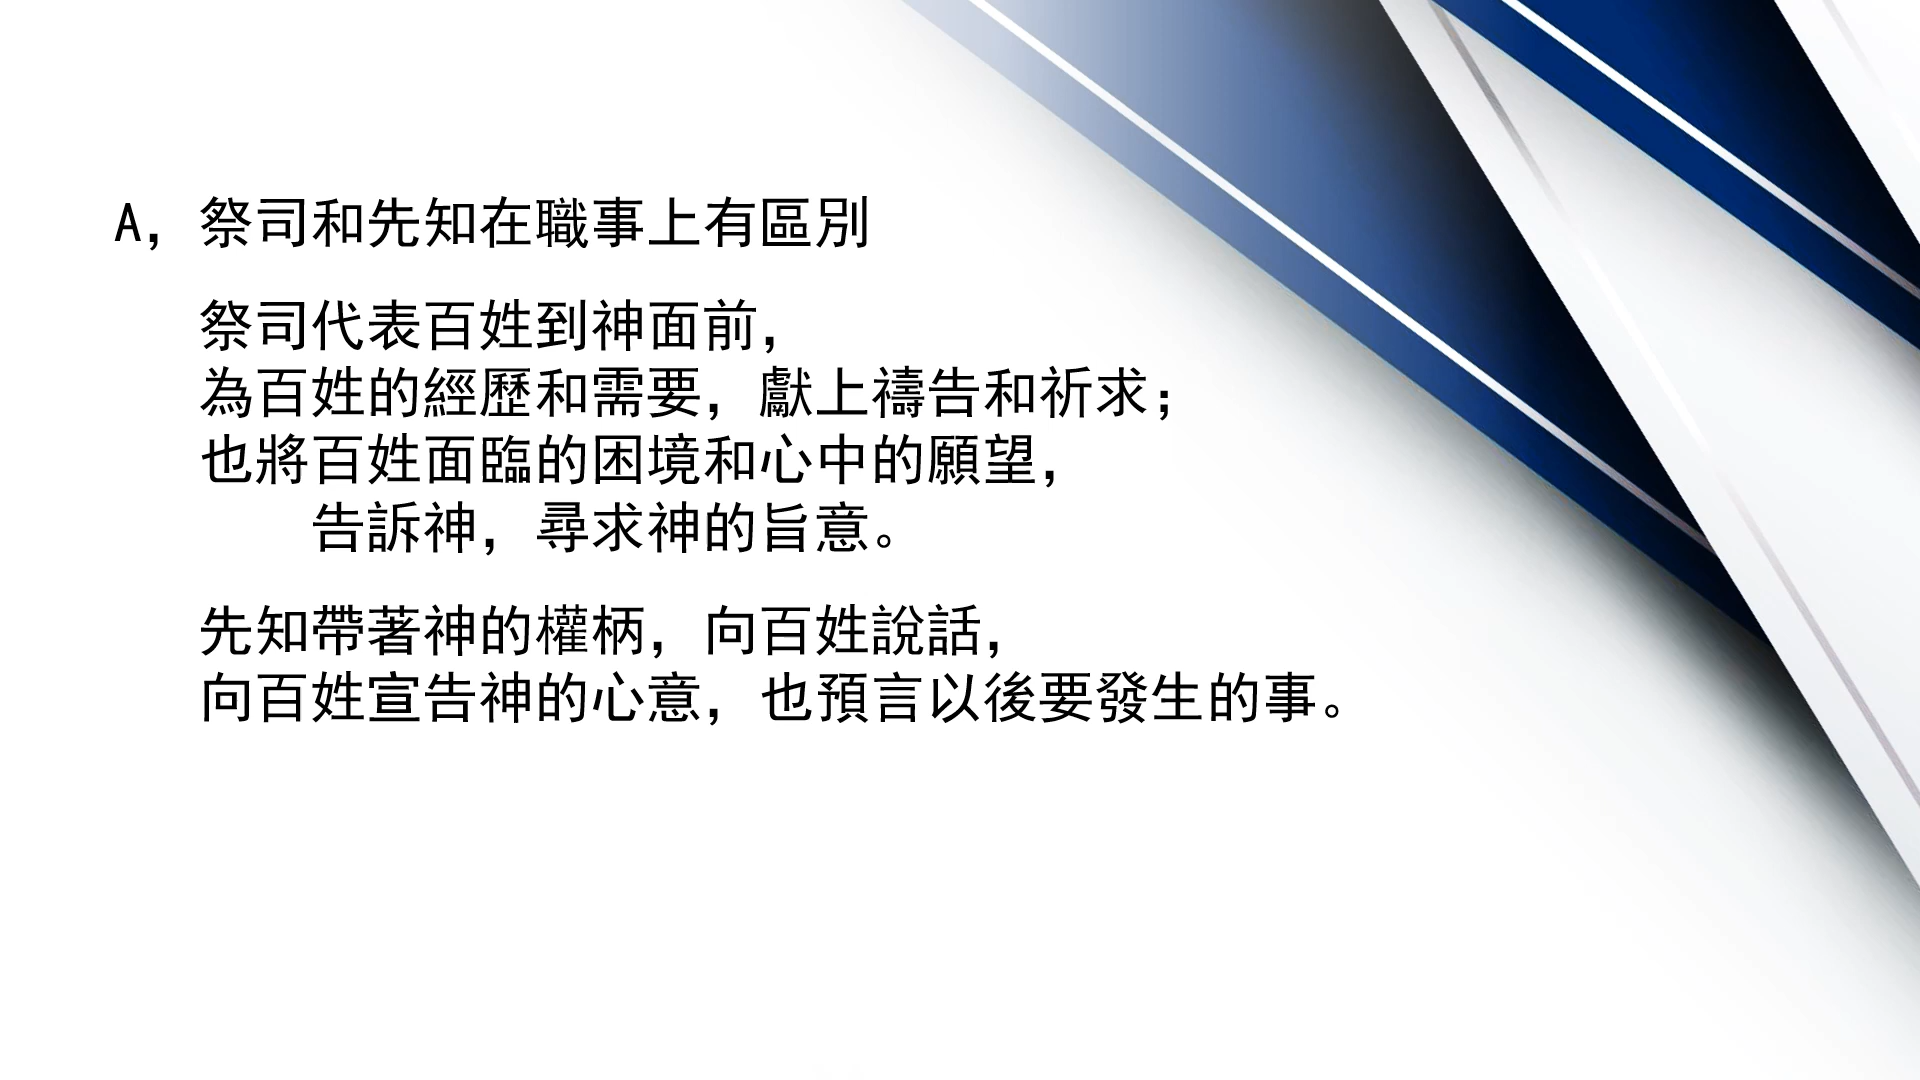 A，祭司和先知在職事上有區別
祭司代表百姓到神面前，
為百姓的經歷和需要，獻上禱告和祈求；
也將百姓面臨的困境和心中的願望，
告訴神，尋求神的旨意。
先知帶著神的權柄，向百姓說話，
向百姓宣告神的心意，也預言以後要發生的事。